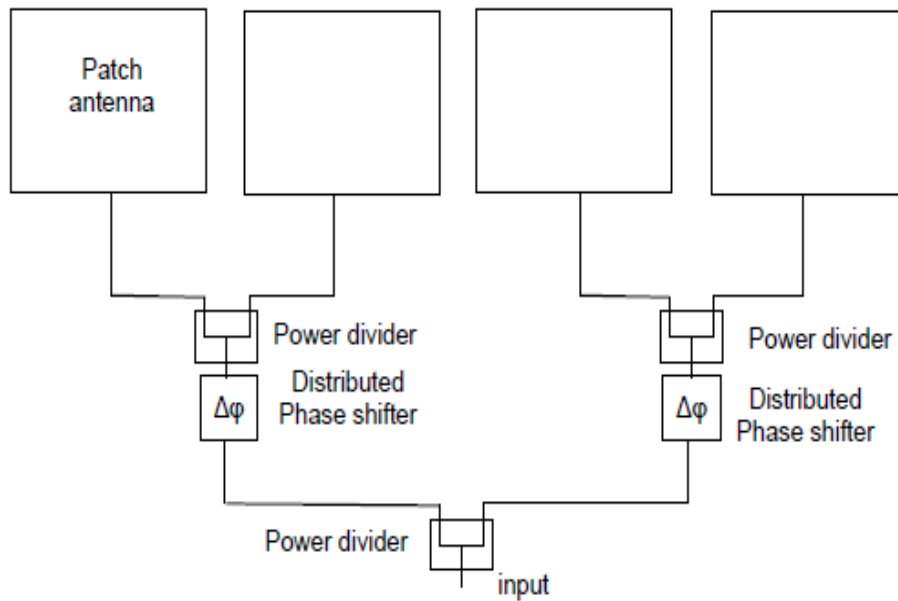 Patch
antenna
Power divider
Power divider
Δφ
Distributed
Phase shifter
Δφ
Distributed
Phase shifter
Power divider
input